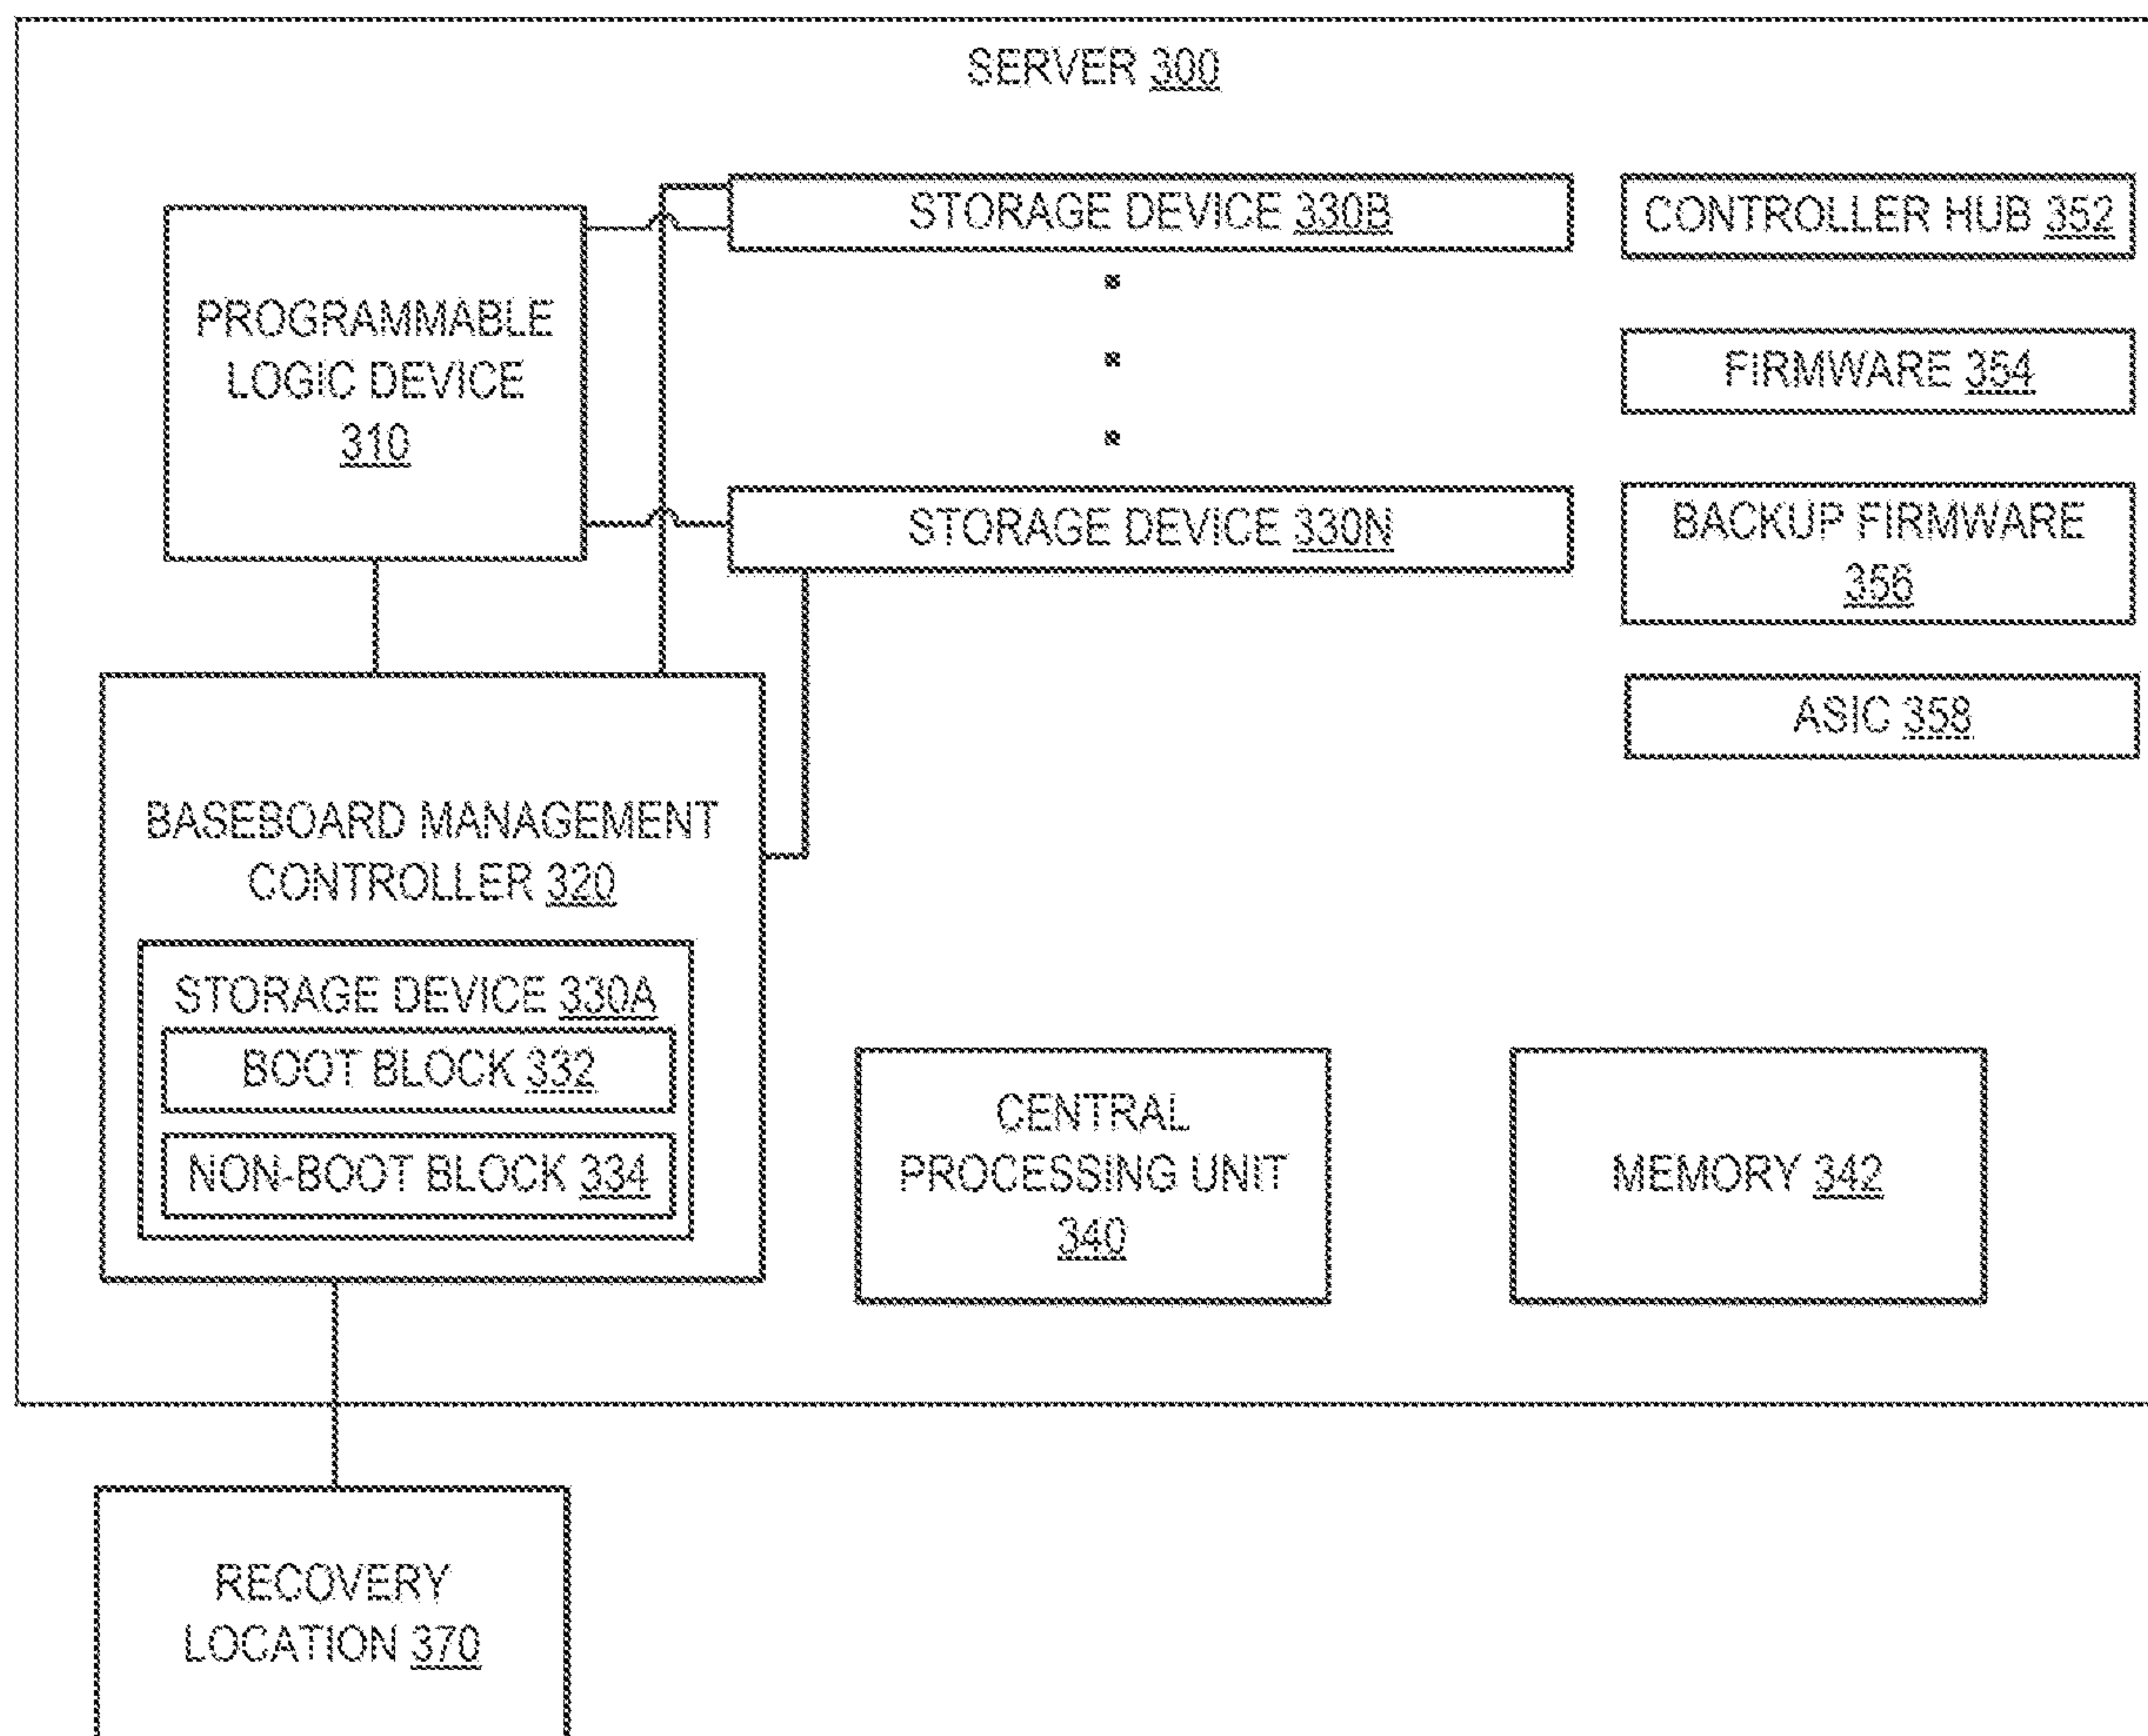 SERVER 300
STORAGE DEVICE 330B
CONTROLLER HUB 352
PROGRAMMABLE
LOGIC DEVICE
310
FIRMWARE 354
STORAGE DEVICE 330N
BACKUP FIRMWARE
356
ASIC 358
BASEBOARD MANAGEMENT
CONTROLLER 320
STORAGE DEVICE 330A
BOOT BLOCK 332
NON-BOOT BLOCK 334
CENTRAL
PROCESSING UNIT
340
MEMORY 342
RECOVERY
LOCATION 370